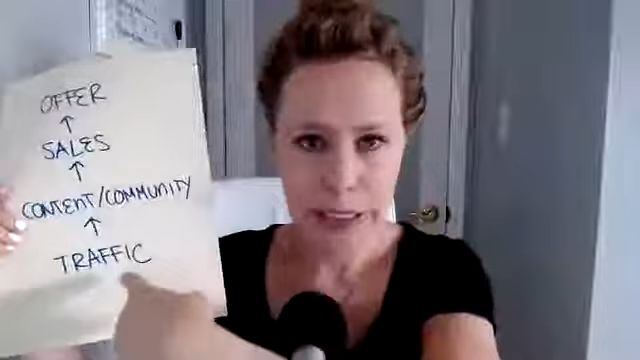 OFFER
↑
SALES
↑
CONTENT/COMMUNITY
↑
TRAFFIC